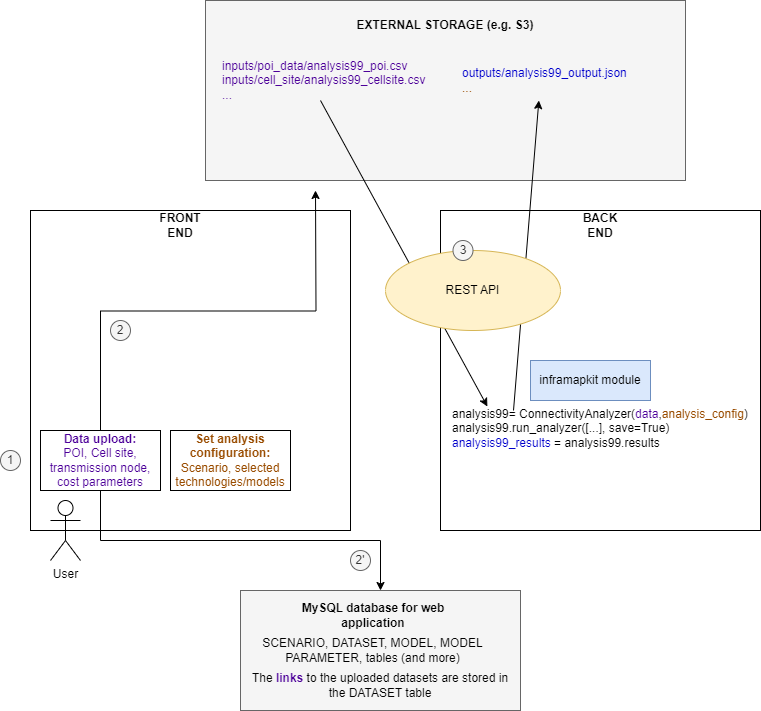 EXTERNAL STORAGE (e.g. S3)
inputs/poi_data/analysis99_poi.csv
inputs/cell_site/analysis99_cellsite.csv
...
outputs/analysis99_output.json
...
FRONT
END
BACK
END
3
REST API
2
inframapkit module
analysis99= ConnectivityAnalyzer(data,analysis_config)
analysis99.run_analyzer([...], save=True)
analysis99_results = analysis99.results
1
Data upload:
POI, Cell site,
transmission node,
cost parameters
Set analysis
configuration:
Scenario, selected
technologies/models
User
2'
MySQL database for web
application
SCENARIO, DATASET, MODEL, MODEL
PARAMETER, tables (and more)
The links to the uploaded datasets are stored in
the DATASET table